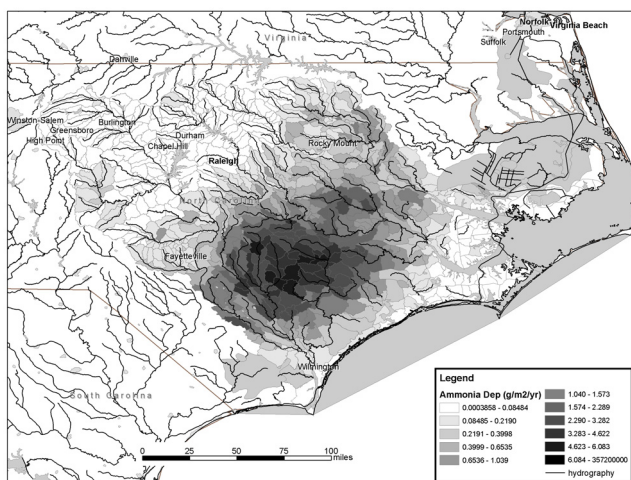 Norfolk
Virginia Beach
Portsmouth
Suffolk
Virginia
Danville
Winston-Salem
Greensboro
High Point
Burlington
Durham
Chapel Hill
Raleigh
Rocky Mount
North Carolina
Fayetteville
Wilmington
South Carolina
0 25 50 75 100
miles
Legend
Ammonia Dep (g/m2/yr)
0.0003858 - 0.08484
0.08485 - 0.2190
0.2191 - 0.3998
0.3999 - 0.6535
0.6536 - 1.039
1.040 - 1.573
1.574 - 2.289
2.290 - 3.282
3.283 - 4.622
4.623 - 6.083
6.084 - 357200000
hydrography